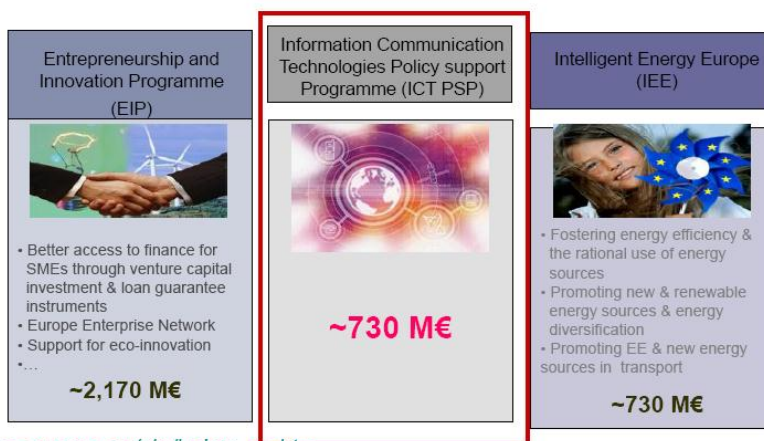 Entrepreneurship and
Innovation Programme
(EIP)
• Better access to finance for
SMEs through venture capital
investment & loan guarantee
instruments
• Europe Enterprise Network
• Support for eco-innovation
•…
~2,170 M€
Information Communication
Technologies Policy support
Programme (ICT PSP)
~730 M€
Intelligent Energy Europe
(IEE)
• Fostering energy efficiency &
the rational use of energy
sources
• Promoting new & renewable
energy sources & energy
diversification
• Promoting EE & new energy
sources in transport
~730 M€